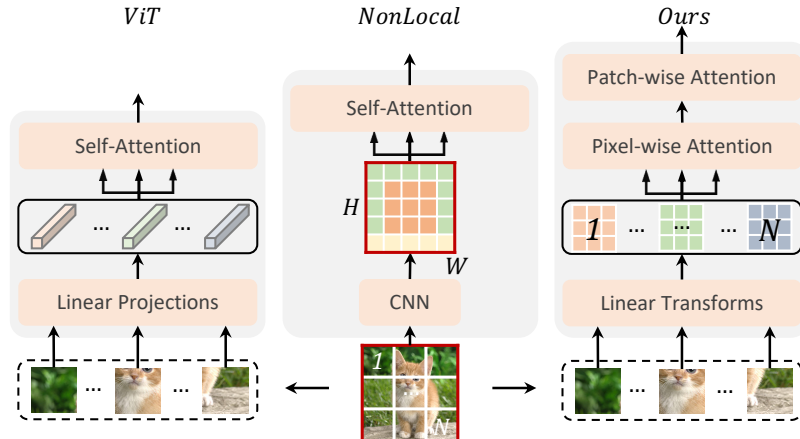 ViT
Self-Attention
... ...
Linear Projections
... ...
NonLocal
Self-Attention
H
W
CNN
1
N
Ours
Patch-wise Attention
Pixel-wise Attention
1 ... ... ... N
Linear Transforms
... ...